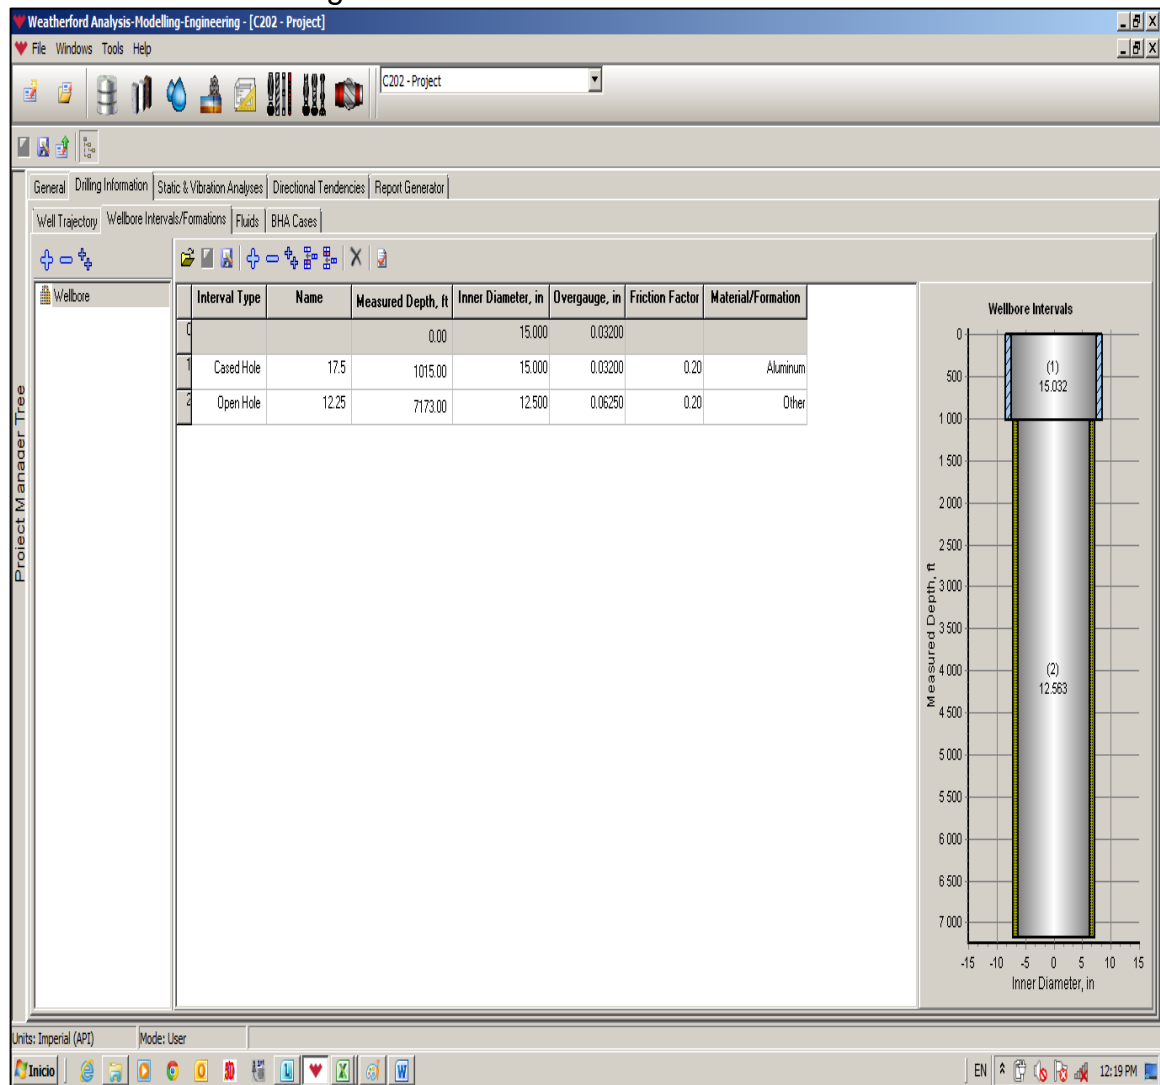 Weatherford Analysis-Modelling-Engineering - [C202 - Project]
File Windows Tools Help
C202 - Project
General Drilling Information Static & Vibration Analyses Directional Tendencies Report Generator
Well Trajectory Wellbore Intervals/Formations Fluids BHA Cases
Project Manager Tree
Wellbore
Interval Type Name Measured Depth, ft Inner Diameter, in Overgauge, in Friction Factor Material/Formation
0 0.00 15.000 0.03200
1 Cased Hole 17.5 1015.00 15.000 0.03200 0.20 Aluminum
2 Open Hole 12.25 7173.00 12.500 0.06250 0.20 Other
Wellbore Intervals
Measured Depth, ft
0
(1)
500
15.032
1 000
1 500
2 000
2 500
3 000
3 500
4 000 (2)
12.563
4 500
5 000
5 500
6 000
6 500
7 000
-15 -10 -5 0 5 10 15
Inner Diameter, in
Units: Imperial (API) Mode: User
Inicio EN 12:19 PM